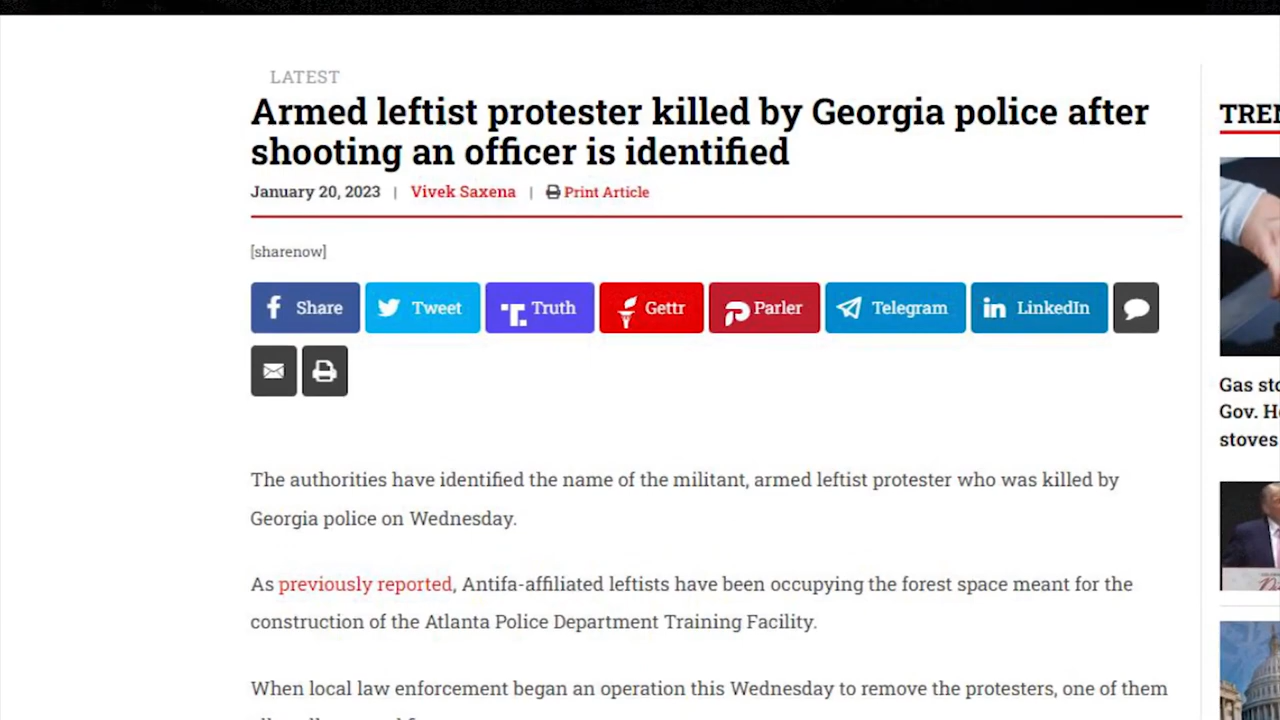 LATEST
Armed leftist protester killed by Georgia police after
shooting an officer is identified
January 20, 2023 | Vivek Saxena | Print Article
[sharenow]
Share Tweet Truth Gettr Parler Telegram LinkedIn
The authorities have identified the name of the militant, armed leftist protester who was killed by
Georgia police on Wednesday.
As previously reported, Antifa-affiliated leftists have been occupying the forest space meant for the
construction of the Atlanta Police Department Training Facility.
When local law enforcement began an operation this Wednesday to remove the protesters, one of them
TREN
Gas sto
Gov. H
stoves